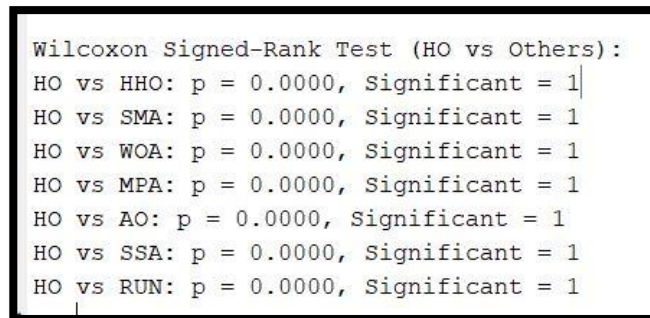 Wilcoxon Signed-Rank Test (HO vs Others):
HO vs HHO: p = 0.0000, Significant = 1
HO vs SMA: p = 0.0000, Significant = 1
HO vs WOA: p = 0.0000, Significant = 1
HO vs MPA: p = 0.0000, Significant = 1
HO vs AO: p = 0.0000, Significant = 1
HO vs SSA: p = 0.0000, Significant = 1
HO vs RUN: p = 0.0000, Significant = 1